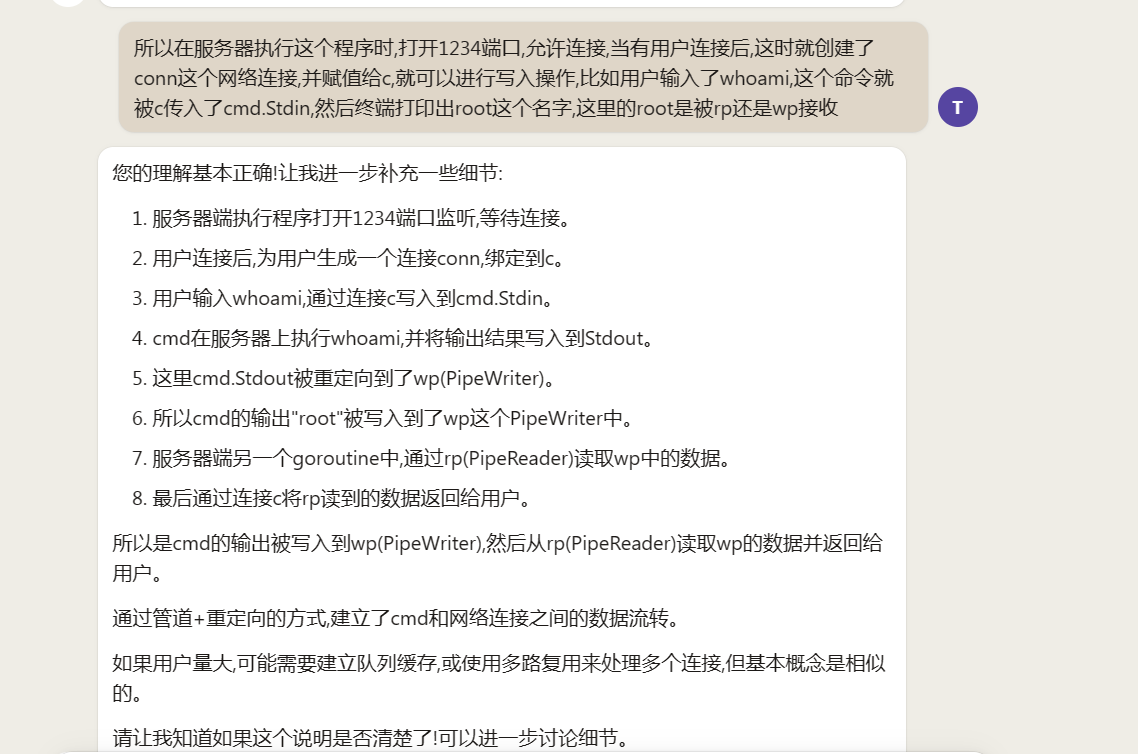 所以在服务器执行这个程序时,打开1234端口,允许连接,当有用户连接后,这时就创建了
conn这个网络连接,并赋值给c,就可以进行写入操作,比如用户输入了whoami,这个命令就
被c传入了cmd.Stdin,然后终端打印出root这个名字,这里的root是被rp还是wp接收
T
您的理解基本正确!让我进一步补充一些细节:
1. 服务器端执行程序打开1234端口监听,等待连接。
2. 用户连接后,为用户生成一个连接conn,绑定到c。
3. 用户输入whoami,通过连接c写入到cmd.Stdin。
4. cmd在服务器上执行whoami,并将输出结果写入到Stdout。
5. 这里cmd.Stdout被重定向到了wp(PipeWriter)。
6. 所以cmd的输出"root"被写入到了wp这个PipeWriter中。
7. 服务器端另一个goroutine中,通过rp(PipeReader)读取wp中的数据。
8. 最后通过连接c将rp读到的数据返回给用户。
所以是cmd的输出被写入到wp(PipeWriter),然后从rp(PipeReader)读取wp的数据并返回给
用户。
通过管道+重定向的方式,建立了cmd和网络连接之间的数据流转。
如果用户量大,可能需要建立队列缓存,或使用多路复用来处理多个连接,但基本概念是相似
的。
请让我知道如果这个说明是否清楚了!可以进一步讨论细节。